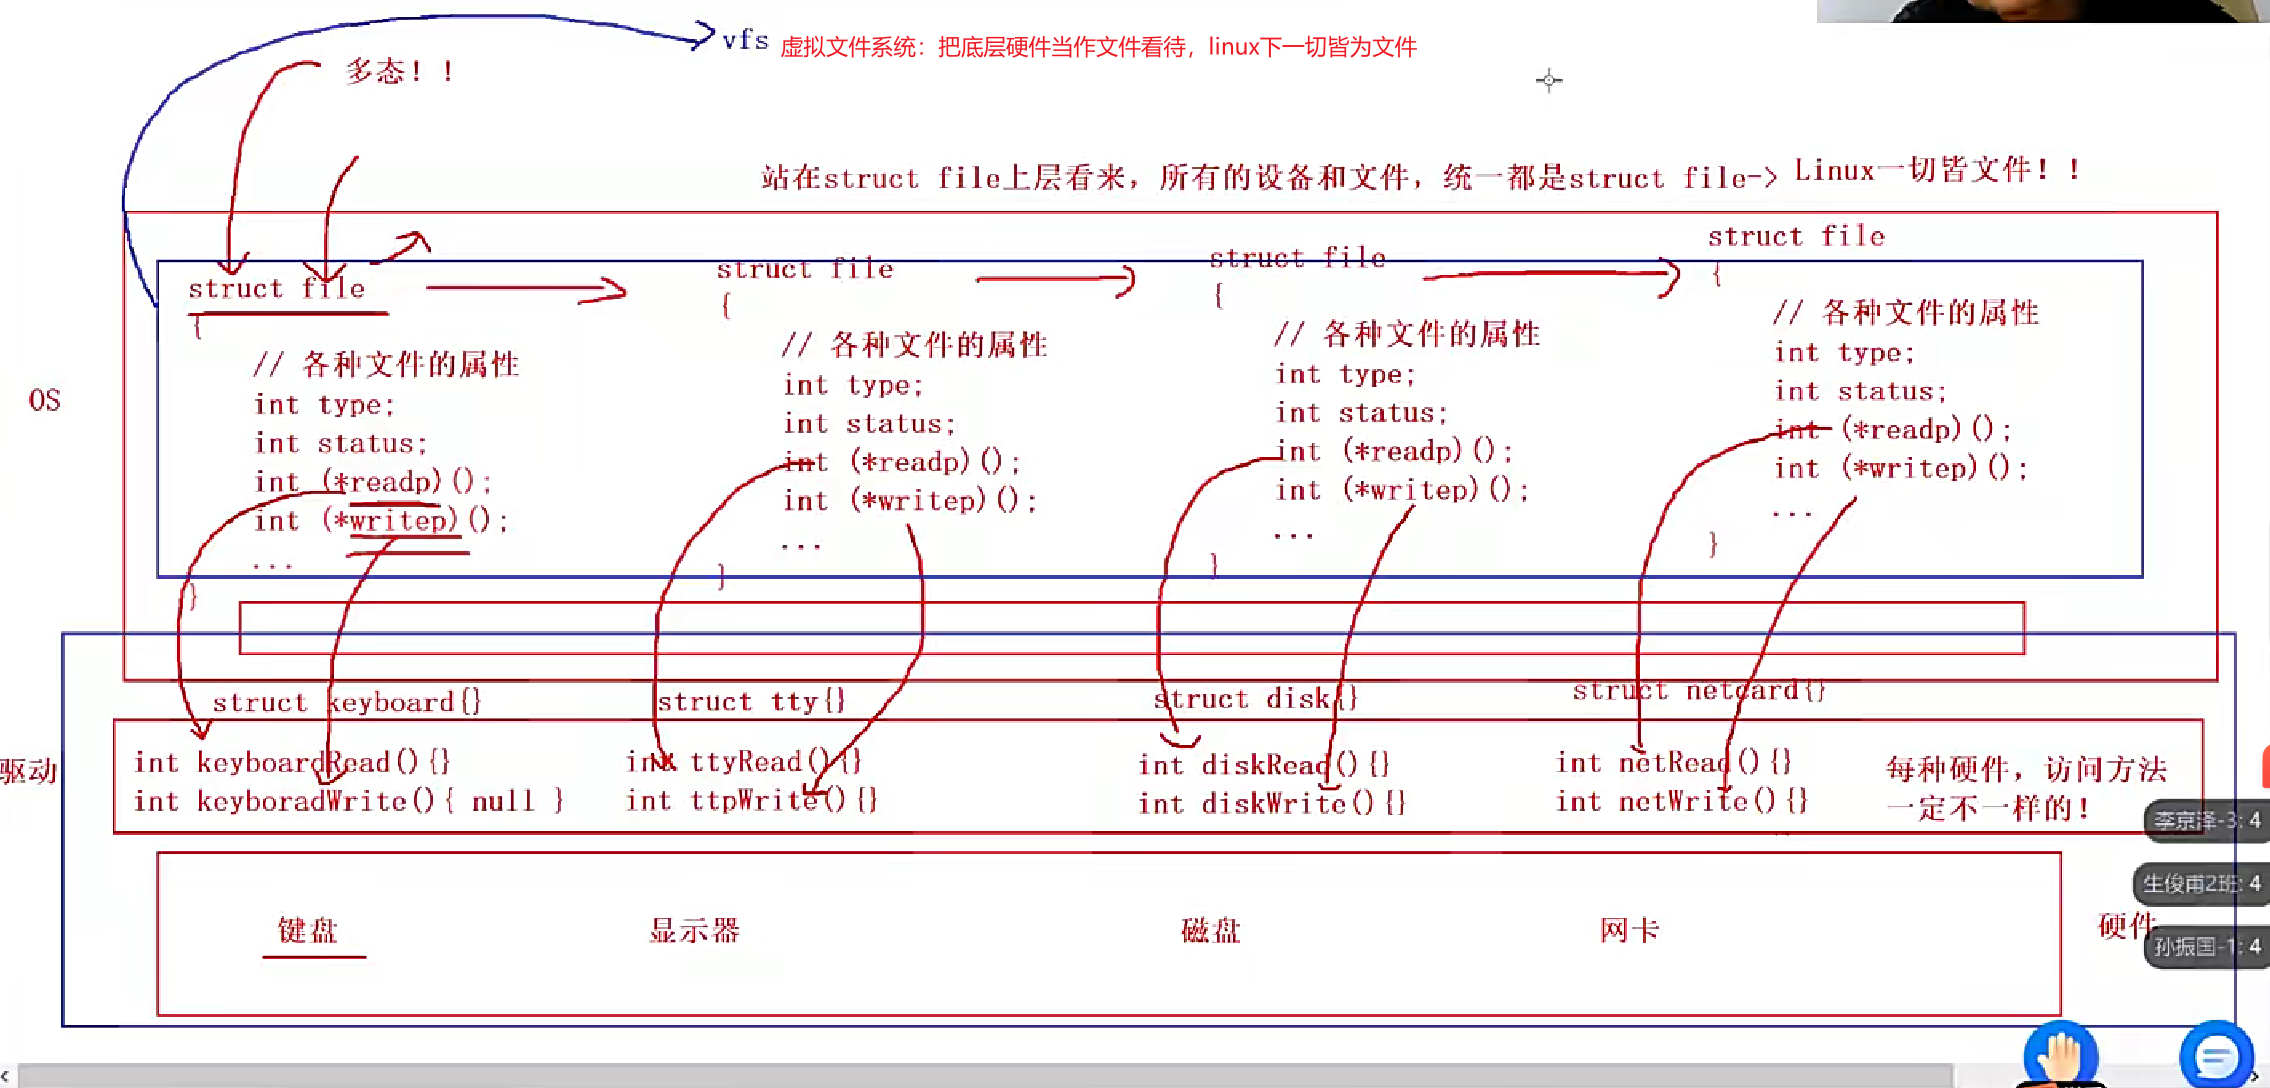 vfs 虚拟文件系统：把底层硬件当作文件看待，linux下一切皆为文件
多态！！
站在struct file上层看来，所有的设备和文件，统一都是struct file-> Linux一切皆文件！！
OS
struct file
{
// 各种文件的属性
int type;
int status;
int (*readp)();
int (*writep)();
...
}
struct file
{
// 各种文件的属性
int type;
int status;
int (*readp)();
int (*writep)();
...
}
struct file
{
// 各种文件的属性
int type;
int status;
int (*readp)();
int (*writep)();
...
}
struct file
{
// 各种文件的属性
int type;
int status;
int (*readp)();
int (*writep)();
...
}
驱动
struct keyboard{}
int keyboardRead(){}
int keyboradWrite(){ null }
struct tty{}
int ttyRead(){}
int ttpWrite(){}
struct disk{}
int diskRead(){}
int diskWrite(){}
struct netcard{}
int netRead(){}
int netWrite(){}
每种硬件，访问方法
一定不一样的！
李京泽-3: 4
生俊甫2班: 4
孙振国-1: 4
键盘
显示器
磁盘
网卡
硬件